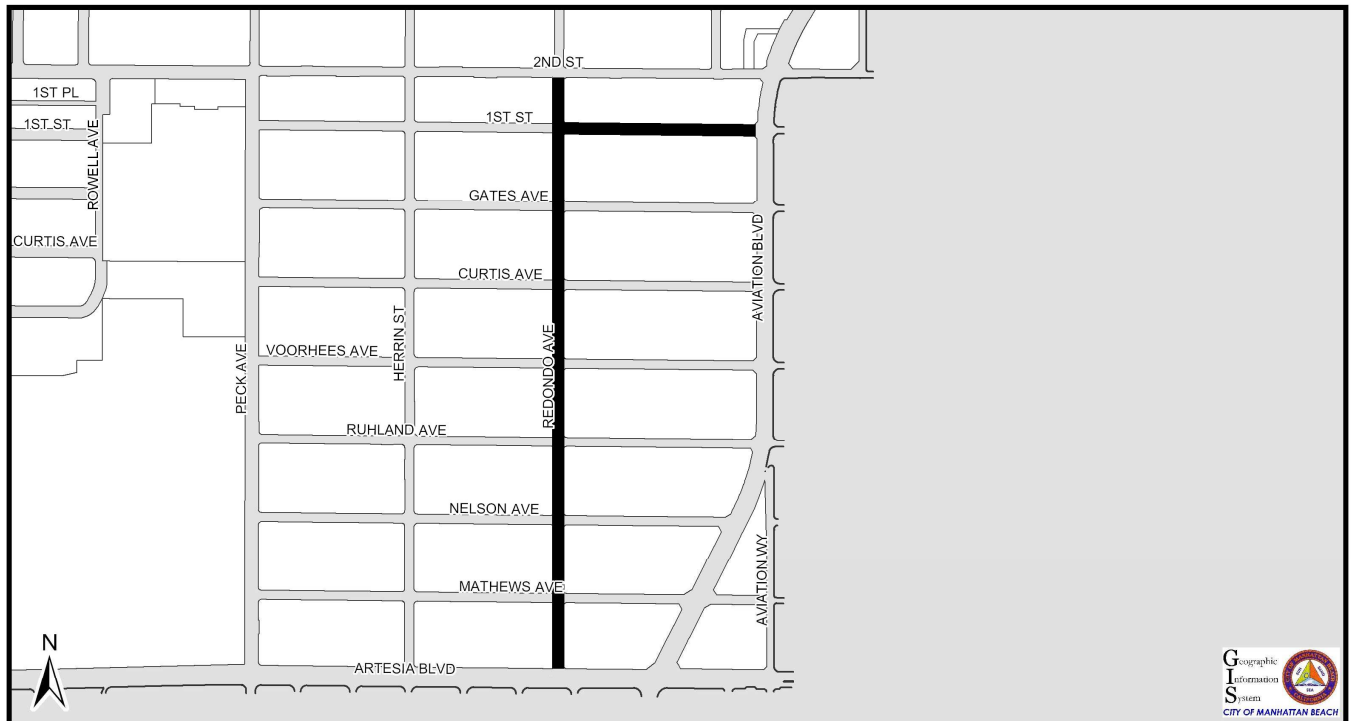 2ND ST
1ST PL
1ST ST
1ST ST
ROWELL AVE
GATES AVE
CURTIS AVE
AVIATION BLVD
CURTIS AVE
HERRIN ST
REDONDO AVE
VOORHEES AVE
PECK AVE
RUHLAND AVE
NELSON AVE
AVIATION WY
MATHEWS AVE
N
ARTESIA BLVD
Geographic
Information
System
CITY OF MANHATTAN BEACH